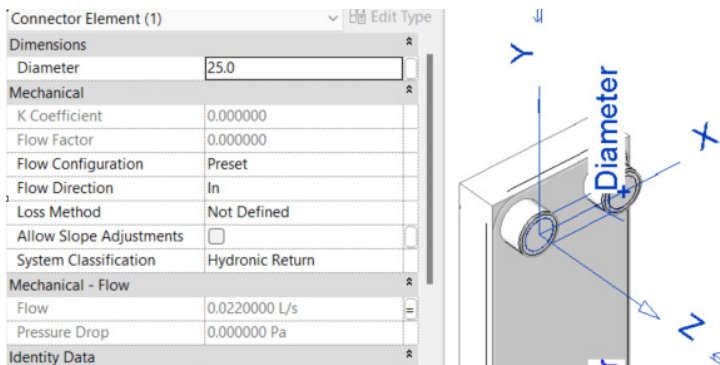 Connector Element (1)
Edit Type
Dimensions
Diameter 25.0
Mechanical
K Coefficient 0.000000
Flow Factor 0.000000
Flow Configuration Preset
Flow Direction In
Loss Method Not Defined
Allow Slope Adjustments
System Classification Hydronic Return
Mechanical - Flow
Flow 0.0220000 L/s =
Pressure Drop 0.000000 Pa
Identity Data
Y
Diameter
X
Z